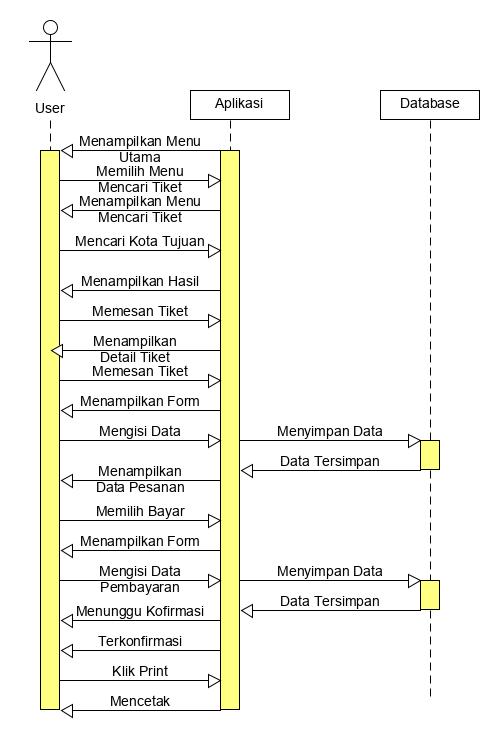 User
Aplikasi
Database
Menampilkan Menu
Utama
Memilih Menu
Mencari Tiket
Menampilkan Menu
Mencari Tiket
Mencari Kota Tujuan
Menampilkan Hasil
Memesan Tiket
Menampilkan
Detail Tiket
Memesan Tiket
Menampilkan Form
Mengisi Data
Menyimpan Data
Data Tersimpan
Menampilkan
Data Pesanan
Memilih Bayar
Menampilkan Form
Mengisi Data
Pembayaran
Menyimpan Data
Data Tersimpan
Menunggu Kofirmasi
Terkonfirmasi
Klik Print
Mencetak